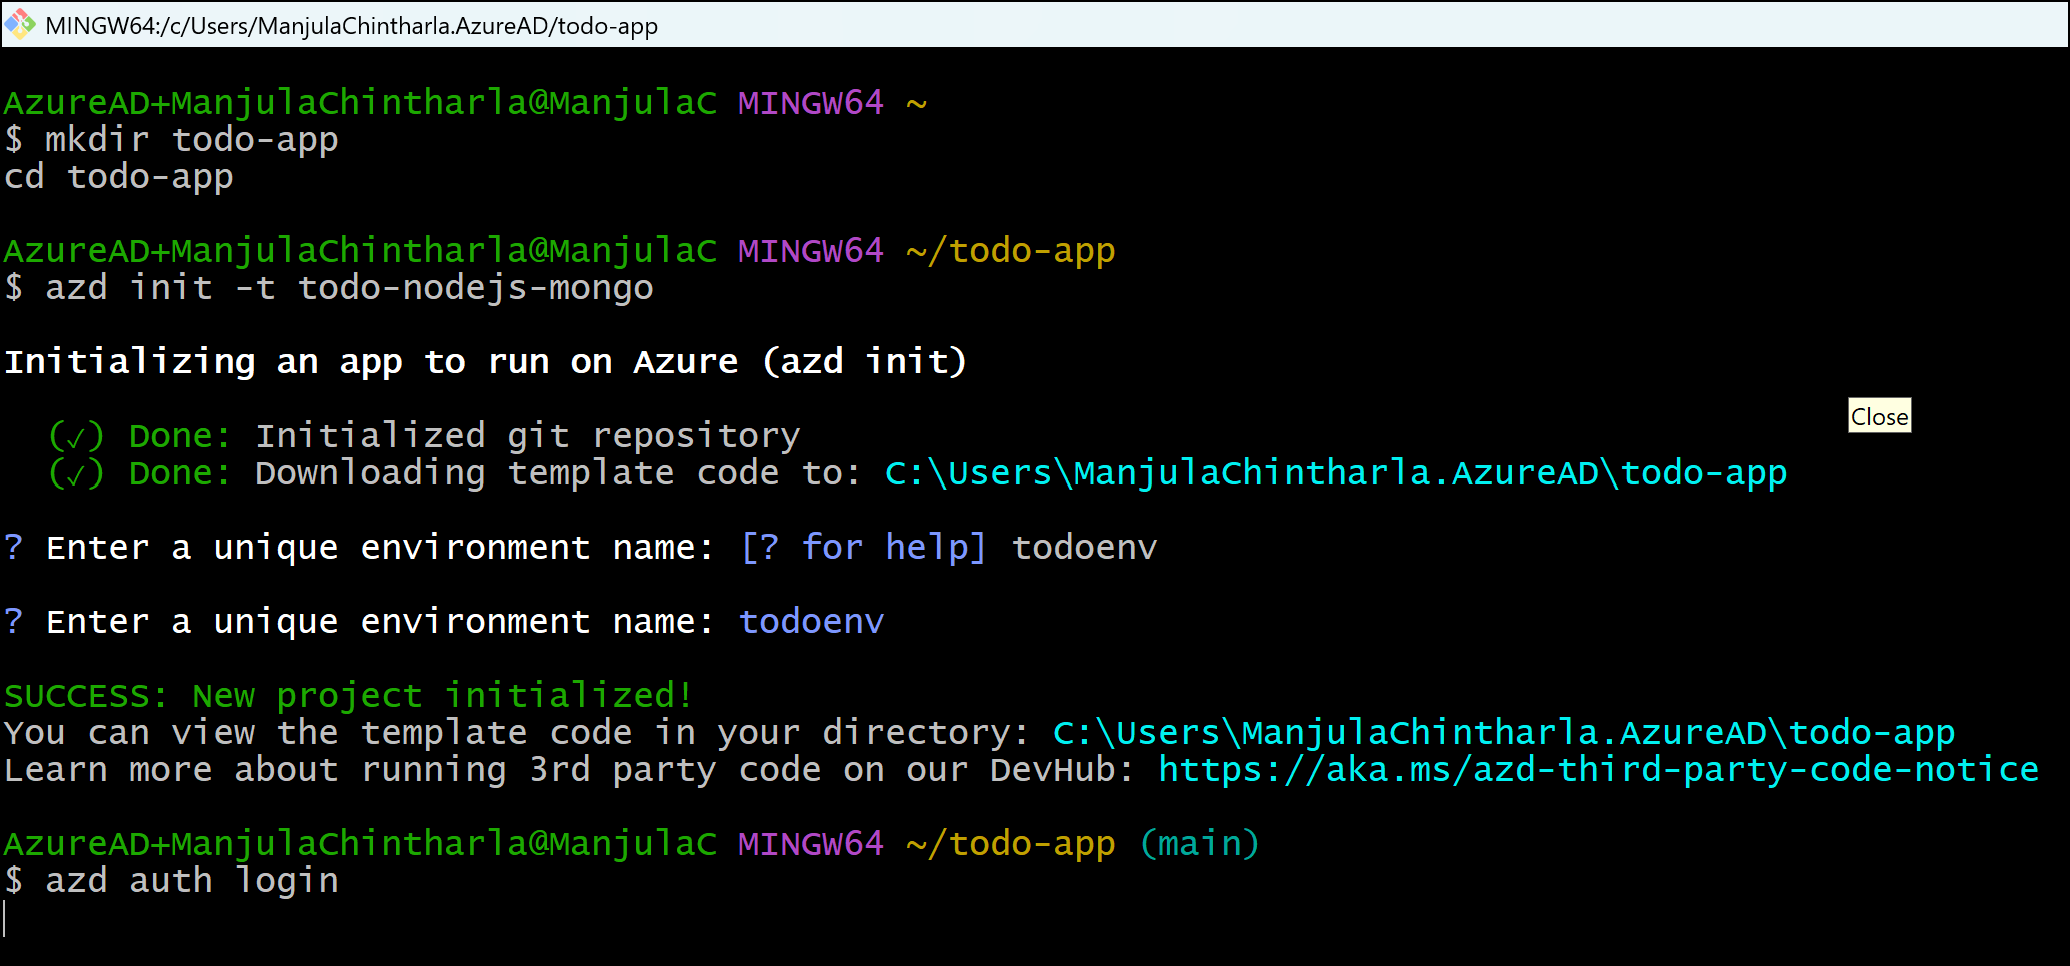 MINGW64:/c/Users/ManjulaChintharla.AzureAD/todo-app
AzureAD+ManjulaChintharla@ManjulaC MINGW64 ~
$ mkdir todo-app
cd todo-app
AzureAD+ManjulaChintharla@ManjulaC MINGW64 ~/todo-app
$ azd init -t todo-nodejs-mongo
Initializing an app to run on Azure (azd init)
Close
(✓) Done: Initialized git repository
(✓) Done: Downloading template code to: C:\Users\ManjulaChintharla.AzureAD\todo-app
? Enter a unique environment name: [? for help] todoenv
? Enter a unique environment name: todoenv
SUCCESS: New project initialized!
You can view the template code in your directory: C:\Users\ManjulaChintharla.AzureAD\todo-app
Learn more about running 3rd party code on our DevHub: https://aka.ms/azd-third-party-code-notice
AzureAD+ManjulaChintharla@ManjulaC MINGW64 ~/todo-app (main)
$ azd auth login